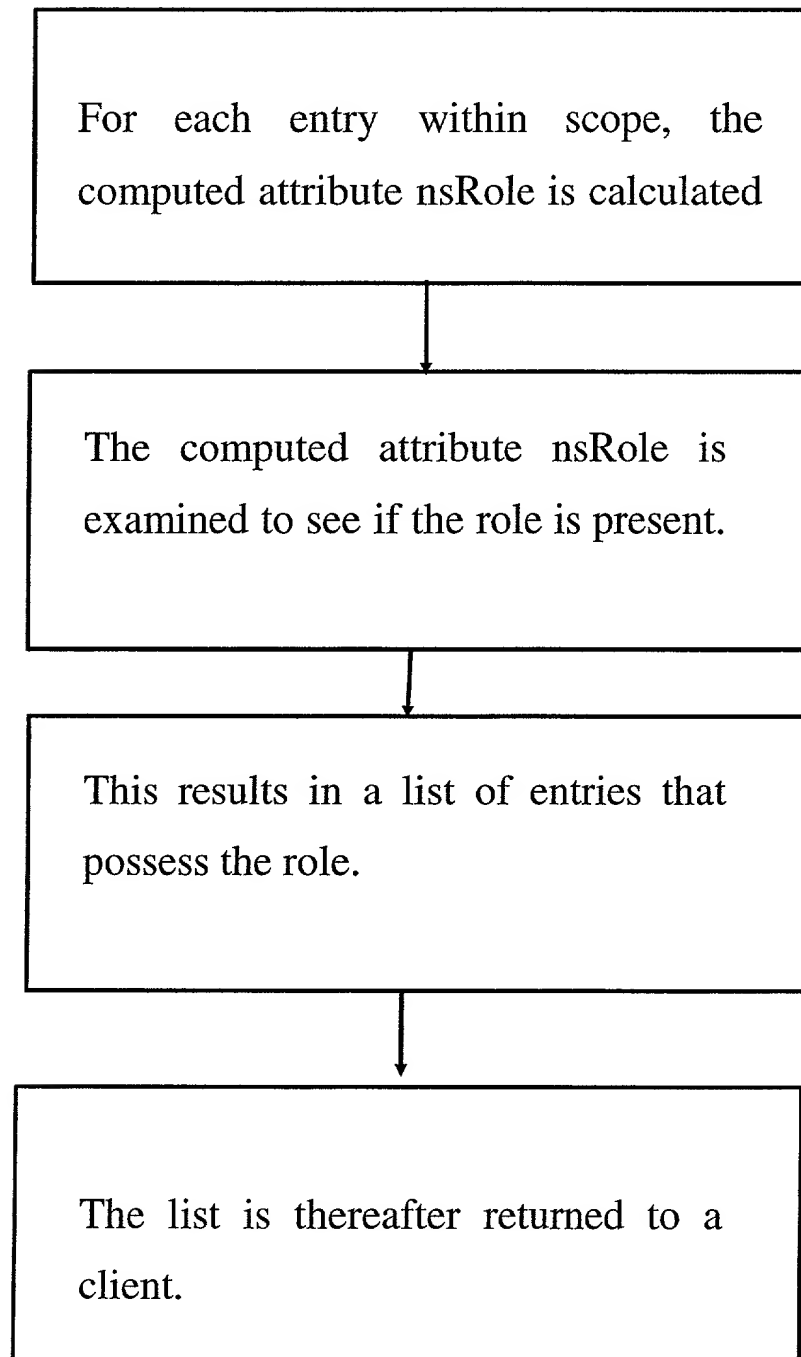 For each entry within scope, the
computed attribute nsRole is calculated
The computed attribute nsRole is
examined to see if the role is present.
This results in a list of entries that
possess the role.
The list is thereafter returned to a
client.